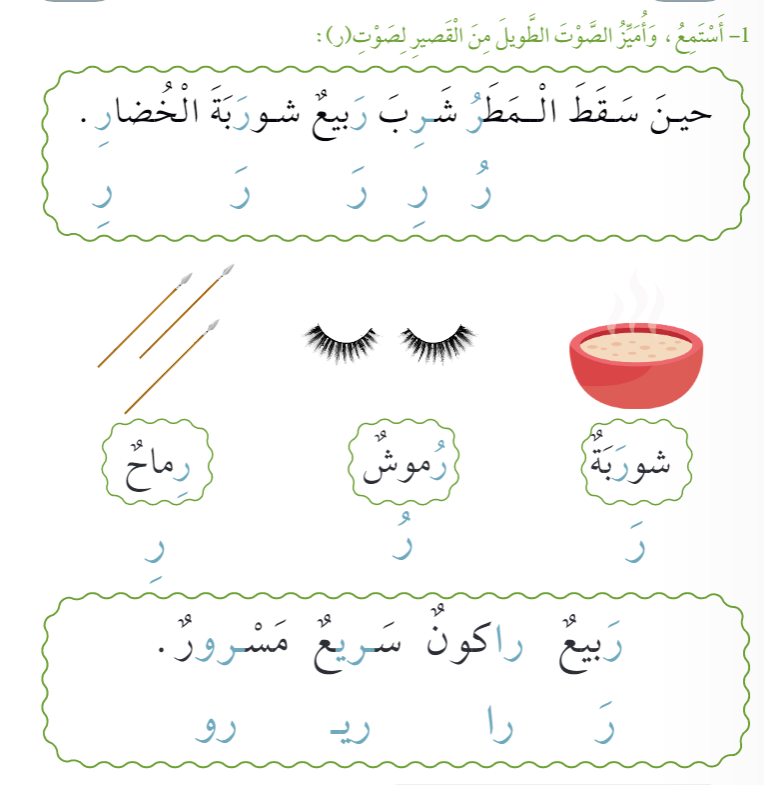 1- أَسْتَمِعُ ، وَأُمَيِّزُ الصَّوْتَ الطَّويلَ مِنَ الْقَصيرِ لِصَوْتِ(ر) :
حينَ سَقَطَ الْـمَطَرُ شَرِبَ رَبيعٌ شورَبَةَ الْخُضارِ .
رُ رِ رَ رَ رِ
شورَبَةٌ رُموشٌ رِماحٌ
رَ رُ رِ
رَبيعٌ راكونٌ سَريعٌ مَسْرورٌ .
رَ را ريـ رو